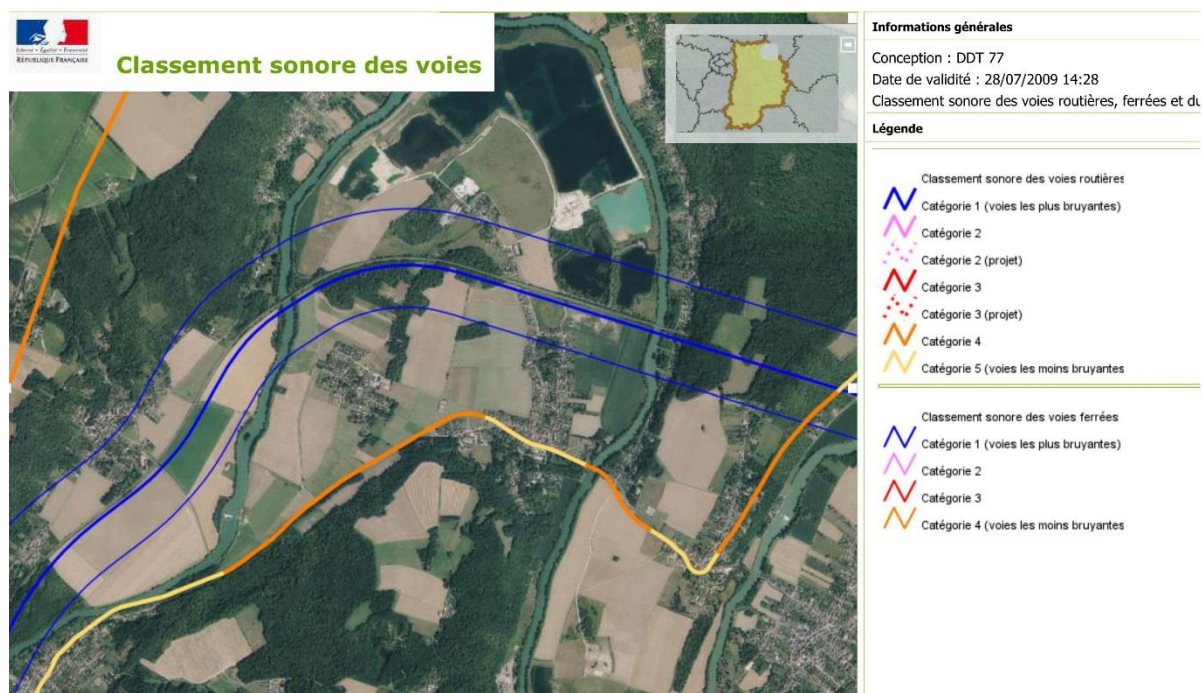 Liberté • Égalité • Fraternité
RÉPUBLIQUE FRANÇAISE
Classement sonore des voies
Informations générales
Conception : DDT 77
Date de validité : 28/07/2009 14:28
Classement sonore des voies routières, ferrées et du
Légende
Classement sonore des voies routières
Catégorie 1 (voies les plus bruyantes)
Catégorie 2
Catégorie 2 (projet)
Catégorie 3
Catégorie 3 (projet)
Catégorie 4
Catégorie 5 (voies les moins bruyantes
Classement sonore des voies ferrées
Catégorie 1 (voies les plus bruyantes)
Catégorie 2
Catégorie 3
Catégorie 4 (voies les moins bruyantes